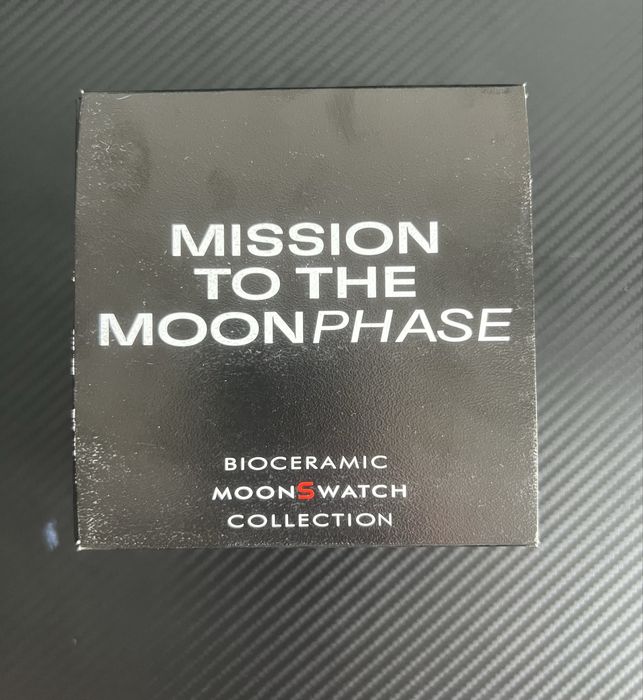 MISSION
TO THE
MOONPHASE
BIOCERAMIC
MOONSWATCH
COLLECTION